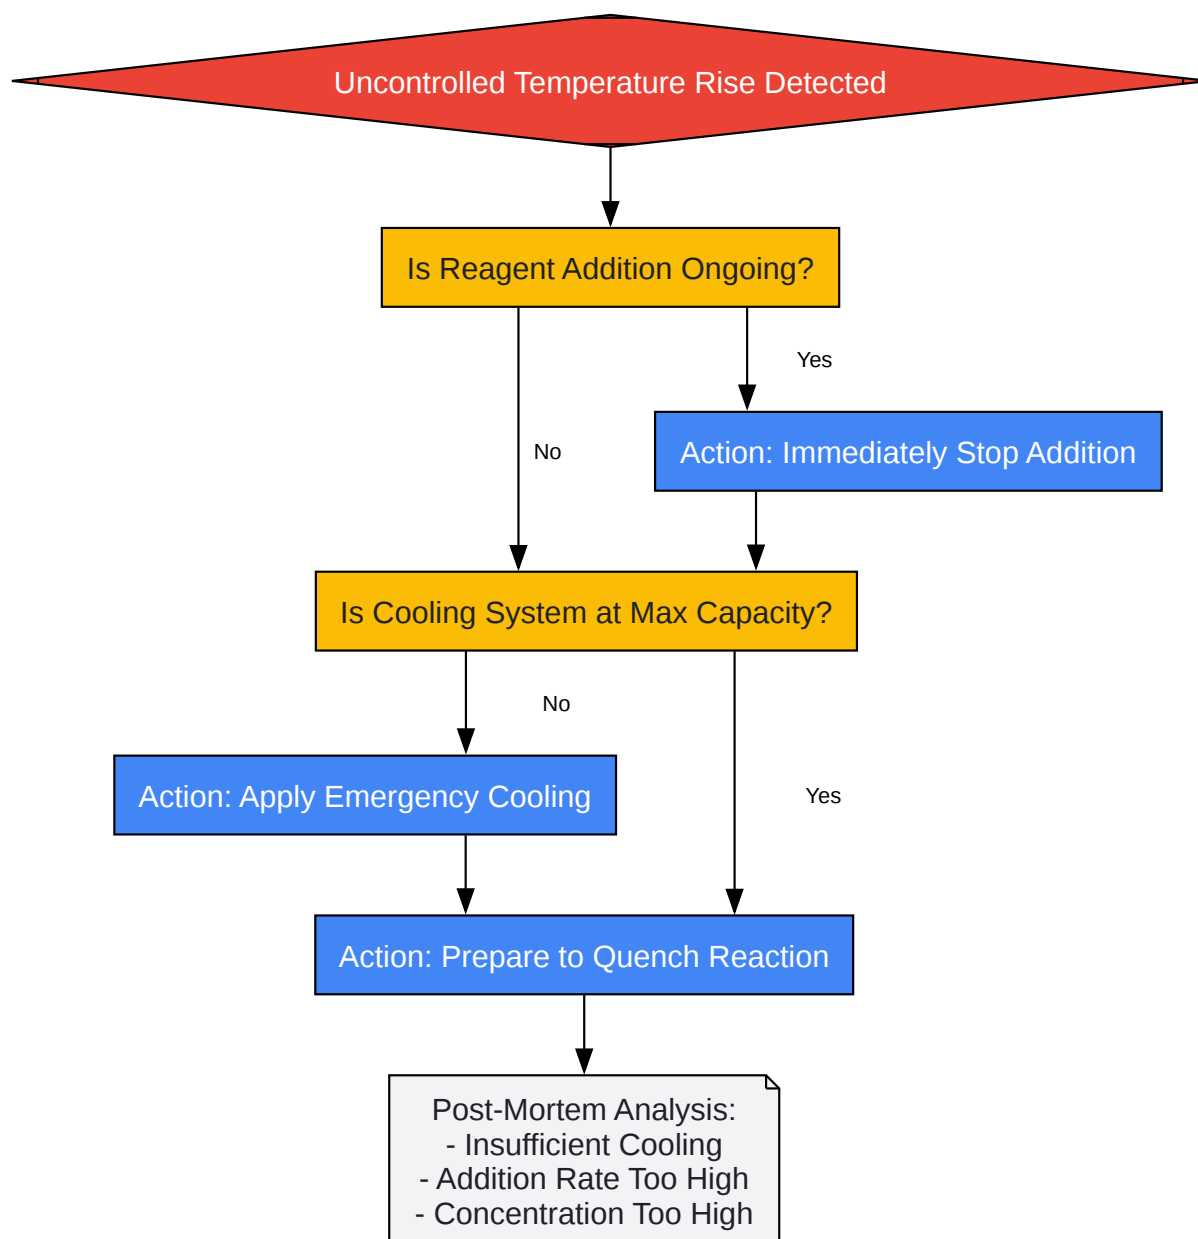 Uncontrolled Temperature Rise Detected
Is Reagent Addition Ongoing?
Yes
Action: Immediately Stop Addition
No
Is Cooling System at Max Capacity?
No
Action: Apply Emergency Cooling
Yes
Action: Prepare to Quench Reaction
Post-Mortem Analysis:
- Insufficient Cooling
- Addition Rate Too High
- Concentration Too High